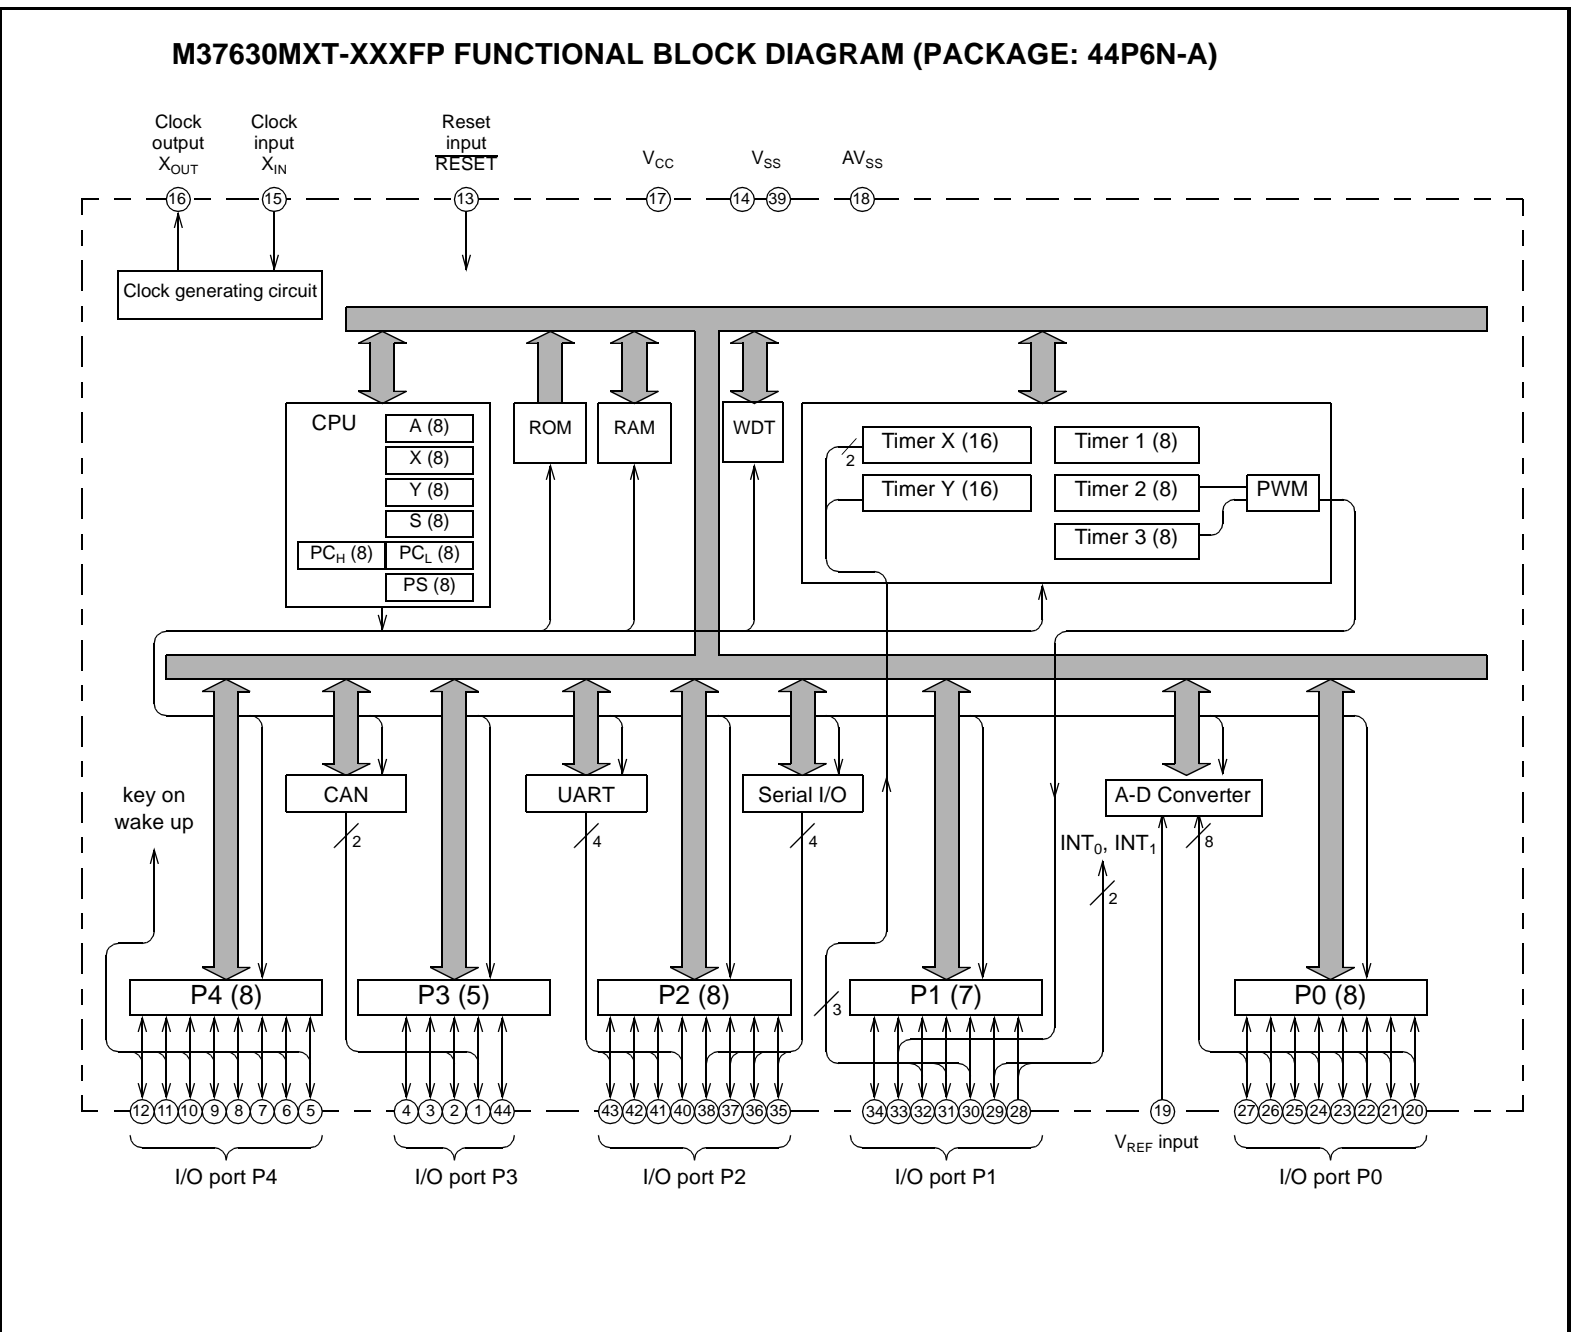 M37630MXT-XXXFP FUNCTIONAL BLOCK DIAGRAM (PACKAGE: 44P6N-A)
Clock output XOUT
Clock input XIN
Reset input RESET
VCC
VSS
AVSS
16
15
13
17
14
39
18
Clock generating circuit
CPU
A (8)
X (8)
Y (8)
S (8)
PCH (8)
PCL (8)
PS (8)
ROM
RAM
WDT
2
Timer X (16)
Timer Y (16)
Timer 1 (8)
Timer 2 (8)
Timer 3 (8)
PWM
key on
wake up
CAN
2
UART
4
Serial I/O
4
A-D Converter
8
INT0, INT1
2
3
P4 (8)
P3 (5)
P2 (8)
P1 (7)
P0 (8)
12 11 10 9 8 7 6 5
4 3 2 1 44
43 42 41 40 38 37 36 35
34 33 32 31 30 29 28
19
27 26 25 24 23 22 21 20
VREF input
I/O port P4
I/O port P3
I/O port P2
I/O port P1
I/O port P0